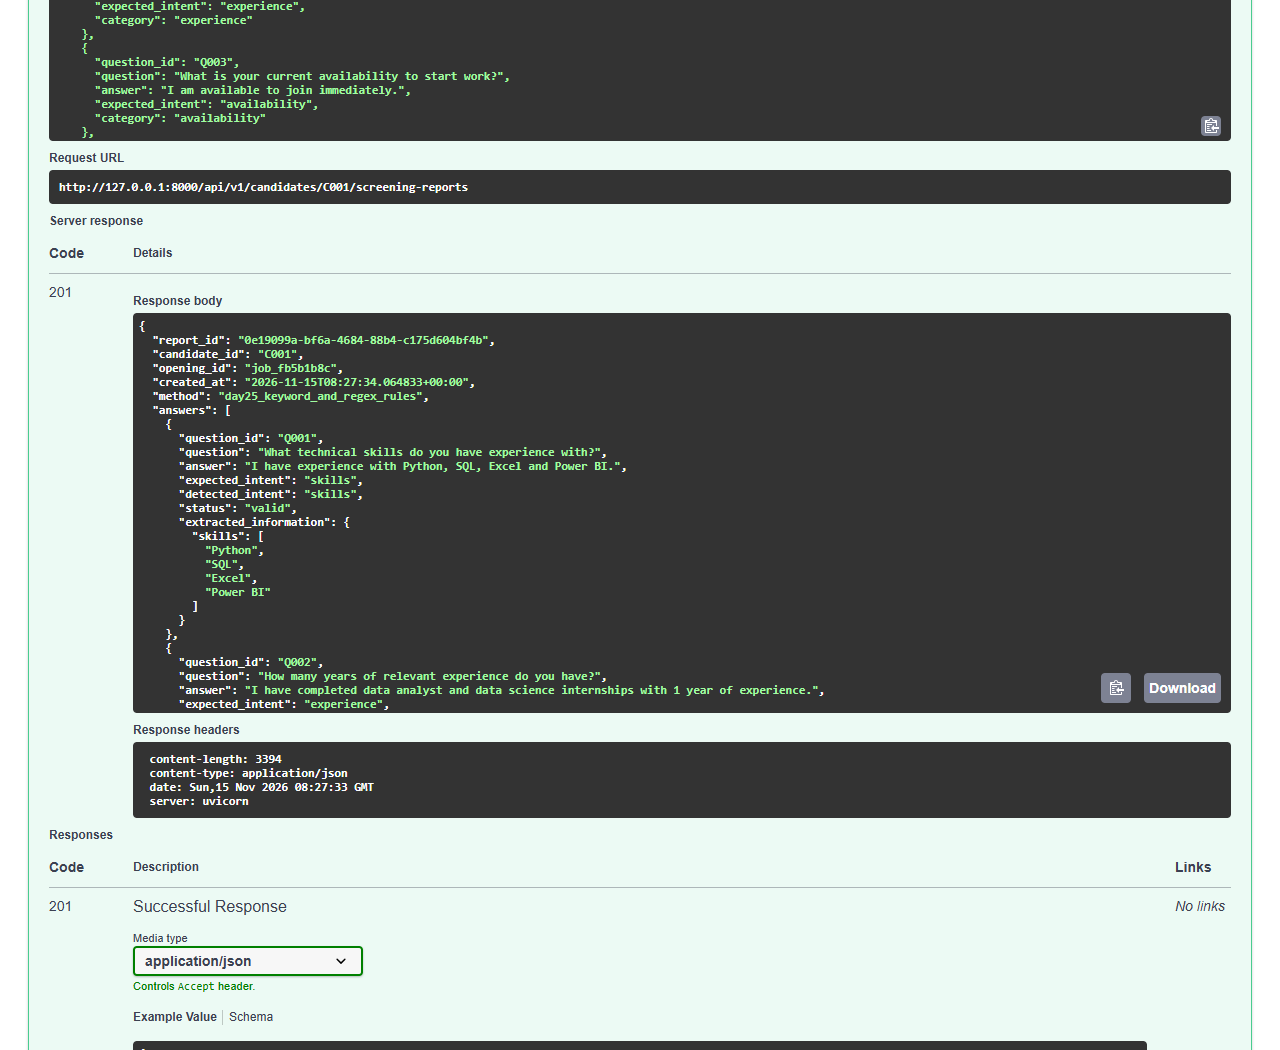 "expected_intent": "experience",
"category": "experience"
},
{
"question_id": "Q003",
"question": "What is your current availability to start work?",
"answer": "I am available to join immediately.",
"expected_intent": "availability",
"category": "availability"
},
Request URL
http://127.0.0.1:8000/api/v1/candidates/C001/screening-reports
Server response
Code Details
201
Response body
{
"report_id": "0e19099a-bf6a-4684-88b4-c175d604bf4b",
"candidate_id": "C001",
"opening_id": "job_fb5b1b8c",
"created_at": "2026-11-15T08:27:34.064833+00:00",
"method": "day25_keyword_and_regex_rules",
"answers": [
{
"question_id": "Q001",
"question": "What technical skills do you have experience with?",
"answer": "I have experience with Python, SQL, Excel and Power BI.",
"expected_intent": "skills",
"detected_intent": "skills",
"status": "valid",
"extracted_information": {
"skills": [
"Python",
"SQL",
"Excel",
"Power BI"
]
}
},
{
"question_id": "Q002",
"question": "How many years of relevant experience do you have?",
"answer": "I have completed data analyst and data science internships with 1 year of experience.",
"expected_intent": "experience",
Download
Response headers
content-length: 3394
content-type: application/json
date: Sun,15 Nov 2026 08:27:33 GMT
server: uvicorn
Responses
Code Description Links
201 Successful Response No links
Media type
application/json
Controls Accept header.
Example Value Schema